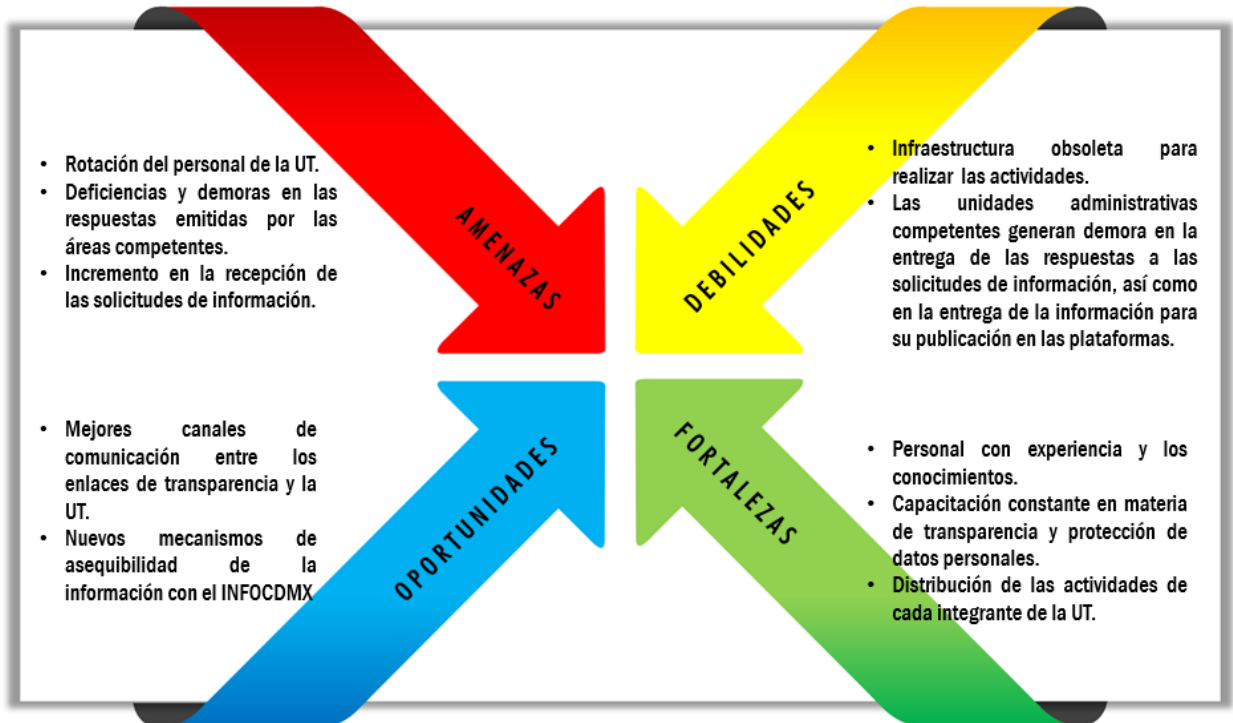 • Rotación del personal de la UT.
• Deficiencias y demoras en las
respuestas emitidas por las
áreas competentes.
• Incremento en la recepción de
las solicitudes de información.
AMENAZAS
DEBILIDADES
• Infraestructura obsoleta para
realizar las actividades.
• Las unidades administrativas
competentes generan demora en la
entrega de las respuestas a las
solicitudes de información, así como
en la entrega de la información para
su publicación en las plataformas.
• Mejores canales de
comunicación entre los
enlaces de transparencia y la
UT.
• Nuevos mecanismos de
asequibilidad de la
información con el INFOCDMX
OPORTUNIDADES
FORTALEZAS
• Personal con experiencia y los
conocimientos.
• Capacitación constante en materia
de transparencia y protección de
datos personales.
• Distribución de las actividades de
cada integrante de la UT.